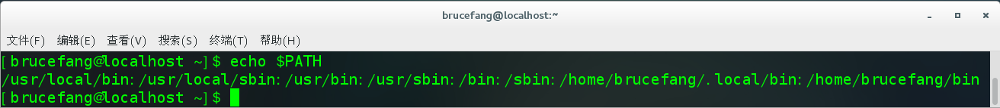 brucefang@localhost:~
文件(F) 编辑(E) 查看(V) 搜索(S) 终端(T) 帮助(H)
[brucefang@localhost ~]$ echo $PATH
/usr/local/bin:/usr/local/sbin:/usr/bin:/usr/sbin:/bin:/sbin:/home/brucefang/.local/bin:/home/brucefang/bin
[brucefang@localhost ~]$